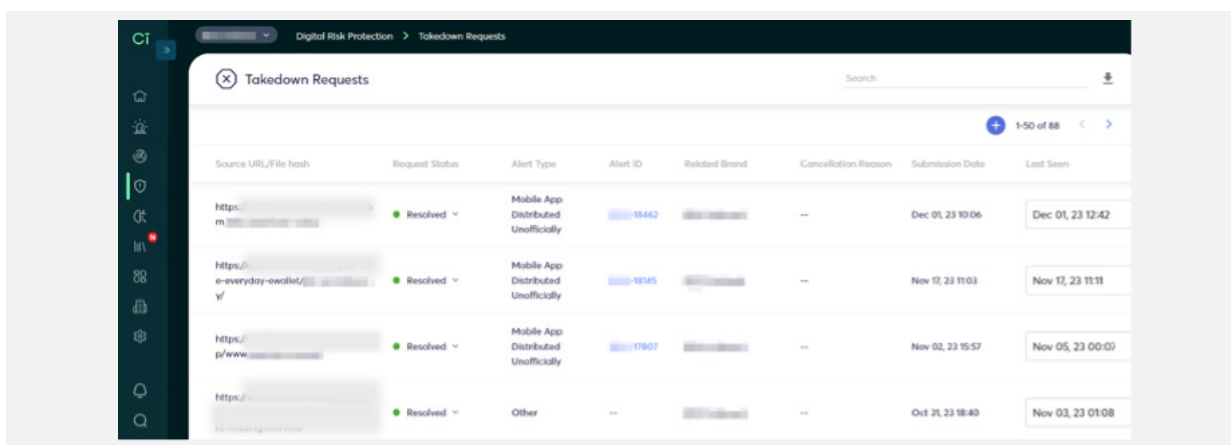 Cī
Digital Risk Protection > Takedown Requests
Takedown Requests
Search
1-50 of 88
Source URL/File hash Request Status Alert Type Alert ID Related Brand Cancellation Reason Submission Date Last Seen
https:/
m
Resolved
Mobile App
Distributed
Unofficially
-18462
--
Dec 01, 23 10:06
Dec 01, 23 12:42
N
https:/
e-everyday-ewallet/
y/
Resolved
Mobile App
Distributed
Unofficially
-18145
--
Nov 17, 23 11:03
Nov 17, 23 11:11
https:/
p/www
Resolved
Mobile App
Distributed
Unofficially
-17807
--
Nov 02, 23 15:57
Nov 05, 23 00:07
https:/
Resolved
Other
--
--
Oct 31, 23 18:40
Nov 03, 23 01:08